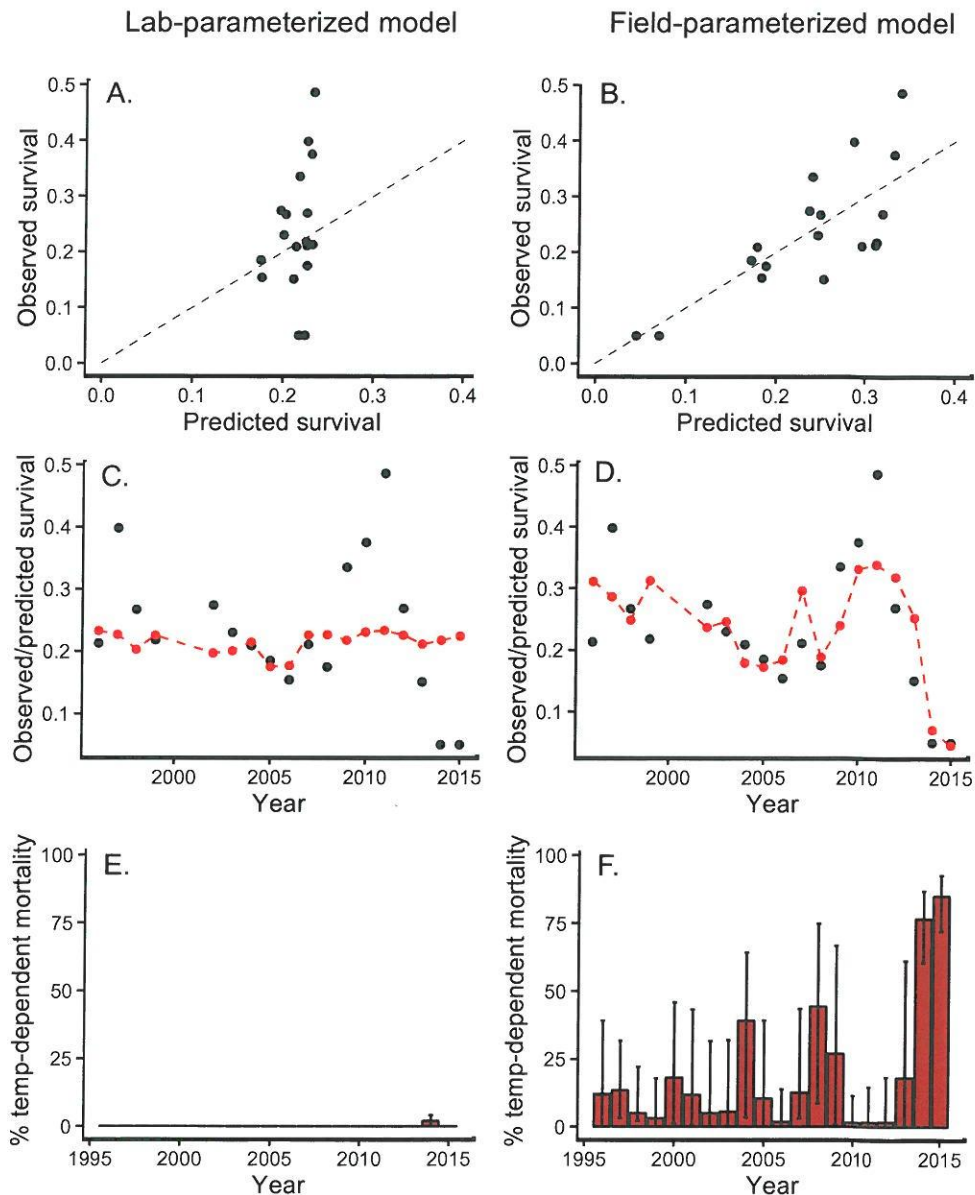 Lab-parameterized model
Field-parameterized model
A.
Observed survival
0.5
0.4
0.3
0.2
0.1
0.0
0.0 0.1 0.2 0.3 0.4
Predicted survival
B.
Observed survival
0.5
0.4
0.3
0.2
0.1
0.0
0.0 0.1 0.2 0.3 0.4
Predicted survival
C.
Observed/predicted survival
0.5
0.4
0.3
0.2
0.1
2000 2005 2010 2015
Year
D.
Observed/predicted survival
0.5
0.4
0.3
0.2
0.1
2000 2005 2010 2015
Year
E.
% temp-dependent mortality
100
75
50
25
0
1995 2000 2005 2010 2015
Year
F.
% temp-dependent mortality
100
75
50
25
0
1995 2000 2005 2010 2015
Year